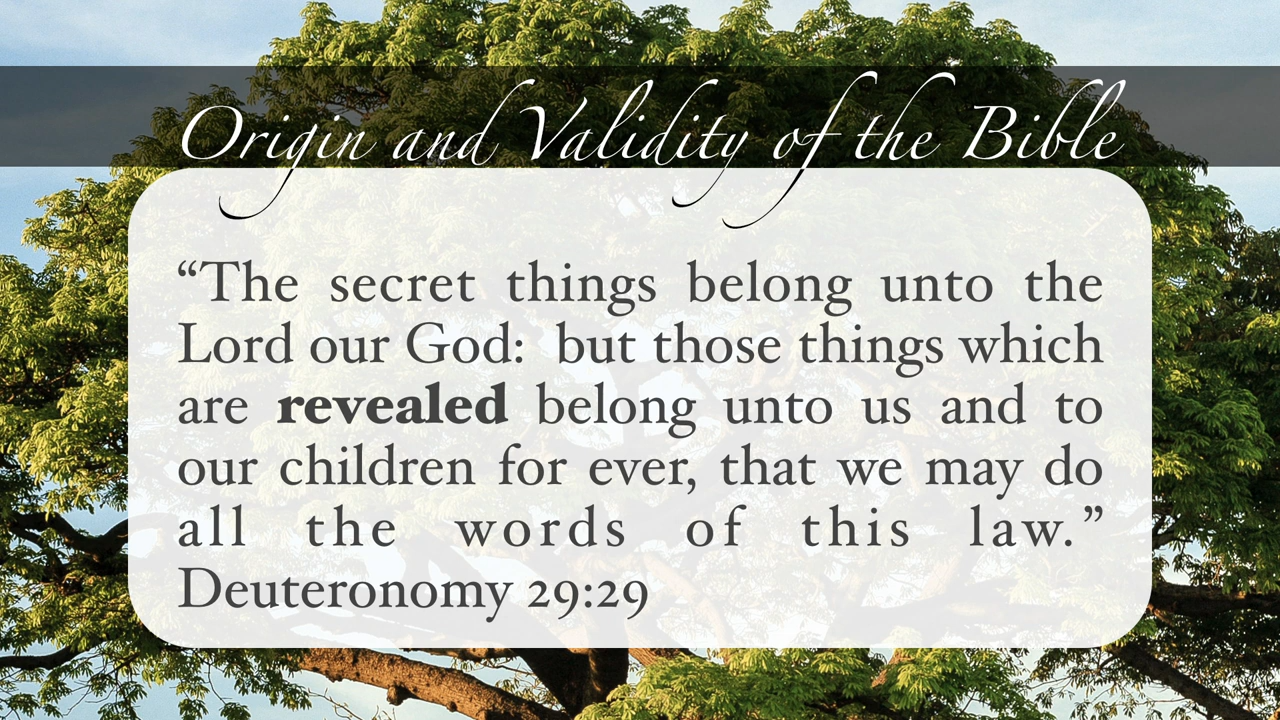 Origin and Validity of the Bible
“The secret things belong unto the
Lord our God:  but those things which
are revealed belong unto us and to
our children for ever, that we may do
all the words of this law.”
Deuteronomy 29:29